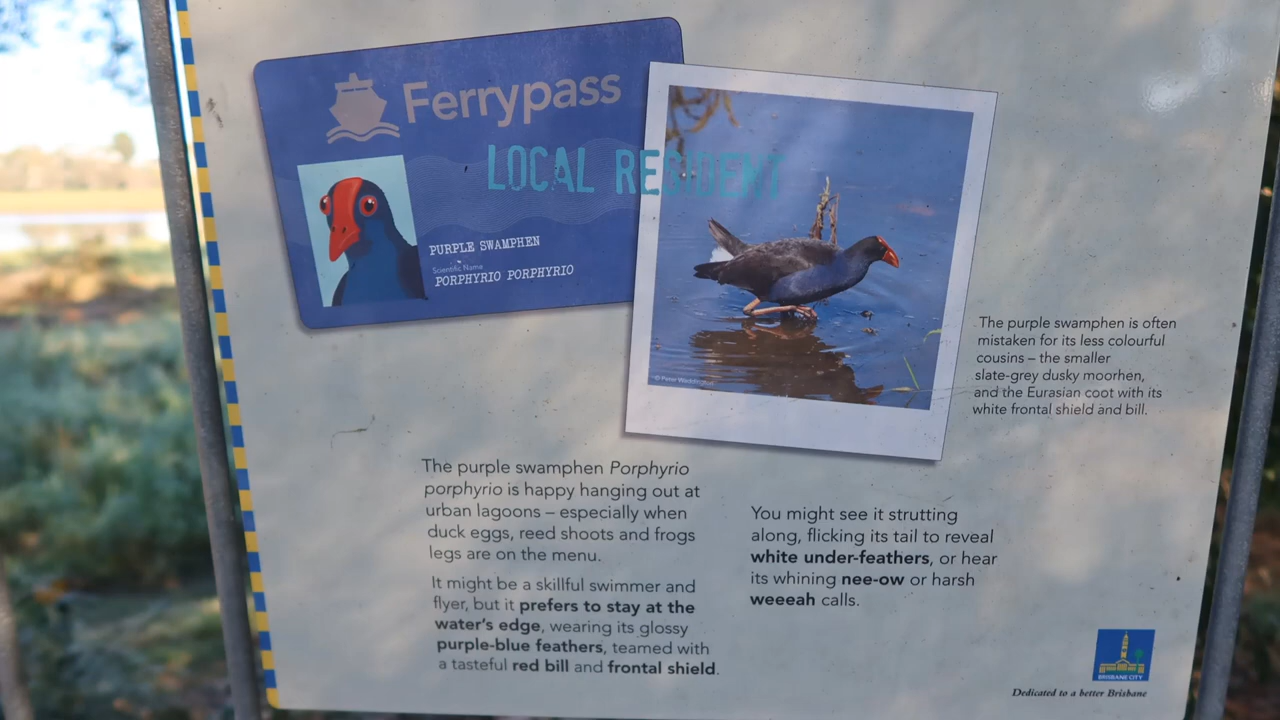 Ferrypass
LOCAL RESIDENT
PURPLE SWAMPHEN
Scientific Name
PORPHYRIO PORPHYRIO
© Peter Waddington
The purple swamphen is often
mistaken for its less colourful
cousins – the smaller
slate-grey dusky moorhen,
and the Eurasian coot with its
white frontal shield and bill.
The purple swamphen Porphyrio
porphyrio is happy hanging out at
urban lagoons – especially when
duck eggs, reed shoots and frogs
legs are on the menu.
It might be a skillful swimmer and
flyer, but it prefers to stay at the
water's edge, wearing its glossy
purple-blue feathers, teamed with
a tasteful red bill and frontal shield.
You might see it strutting
along, flicking its tail to reveal
white under-feathers, or hear
its whining nee-ow or harsh
weeeah calls.
BRISBANE CITY
Dedicated to a better Brisbane